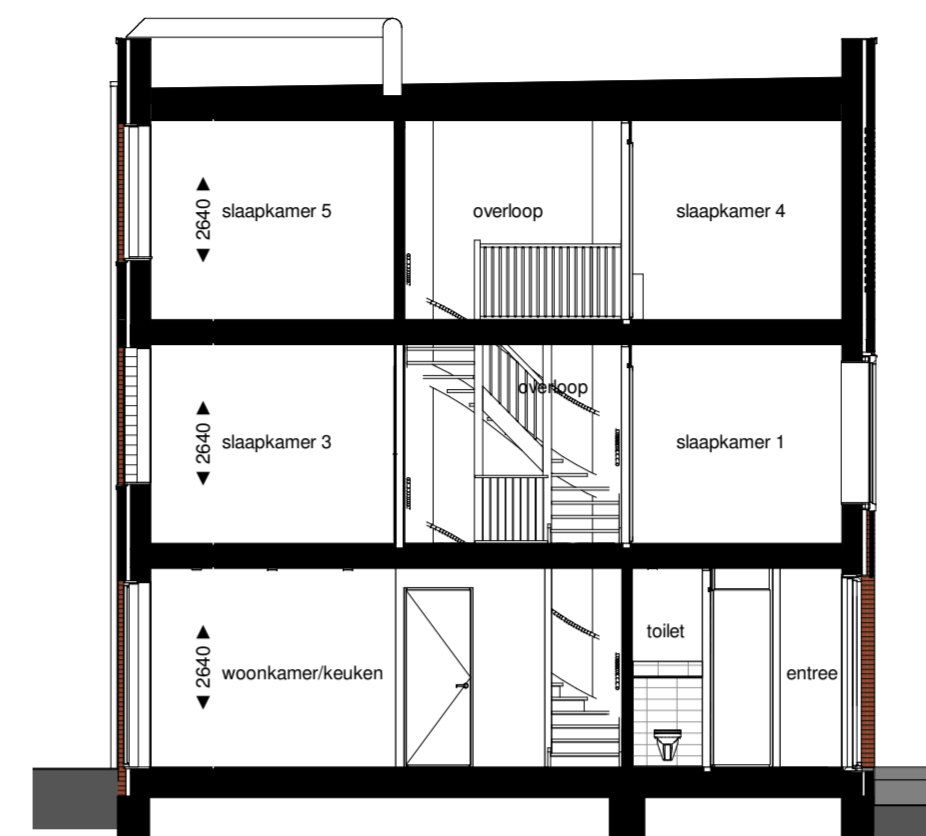 2640
slaapkamer 5
overloop
slaapkamer 4
2640
slaapkamer 3
overloop
slaapkamer 1
2640
woonkamer/keuken
toilet
entree